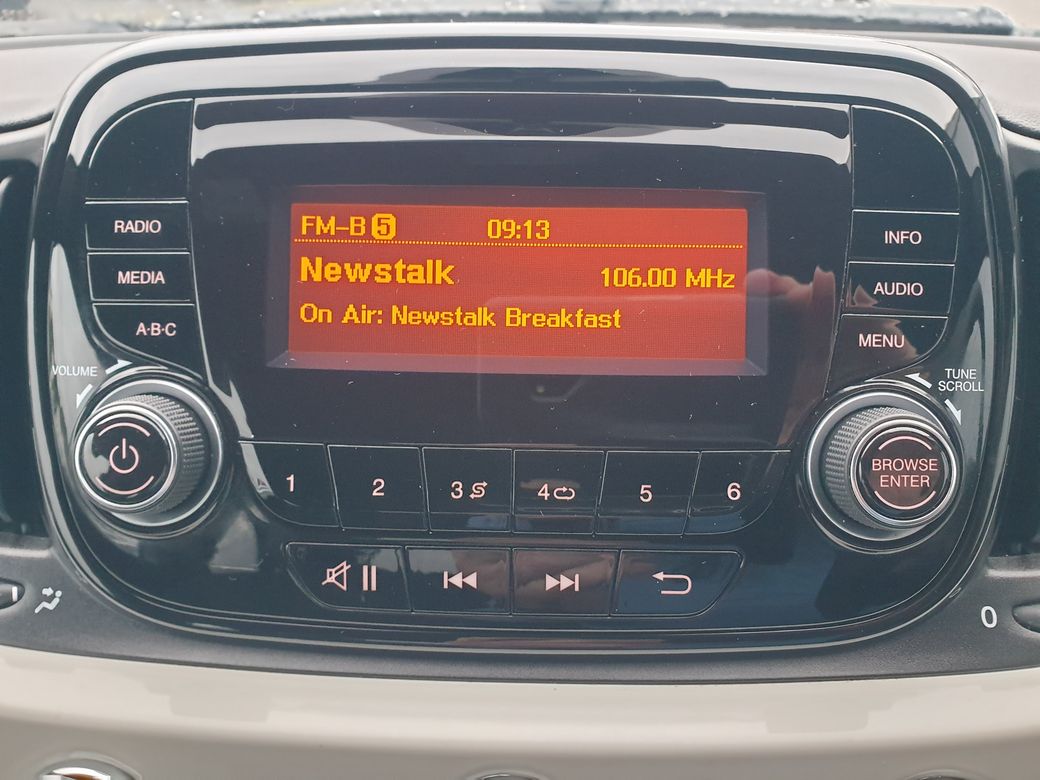 FM-B 5 09:13
Newstalk 106.00 MHz
On Air: Newstalk Breakfast
RADIO
MEDIA
A·B·C
VOLUME
INFO
AUDIO
MENU
TUNE
SCROLL
BROWSE
ENTER
1 2 3 4 5 6
0